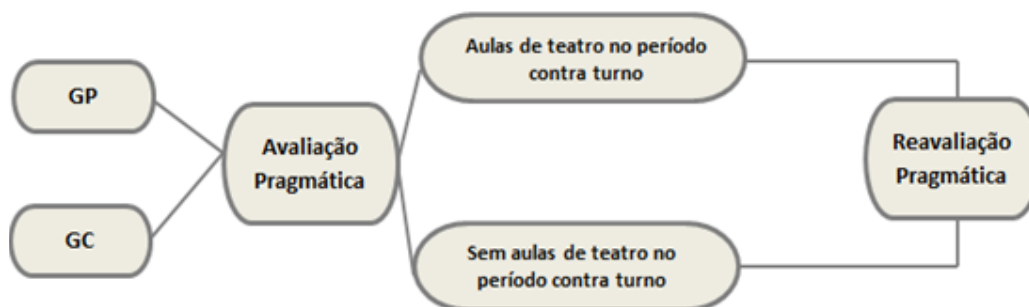 GP
GC
Avaliação
Pragmática
Aulas de teatro no período
contra turno
Sem aulas de teatro no
período contra turno
Reavaliação
Pragmática